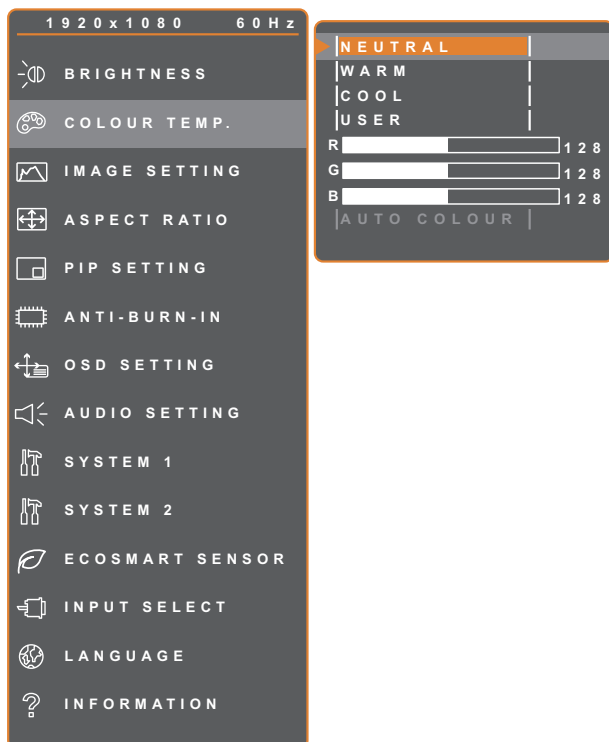 1920x1080 60Hz
BRIGHTNESS
COLOUR TEMP.
IMAGE SETTING
ASPECT RATIO
PIP SETTING
ANTI-BURN-IN
OSD SETTING
AUDIO SETTING
SYSTEM 1
SYSTEM 2
ECOSMART SENSOR
INPUT SELECT
LANGUAGE
INFORMATION
NEUTRAL
WARM
COOL
USER
R 128
G 128
B 128
AUTO COLOUR